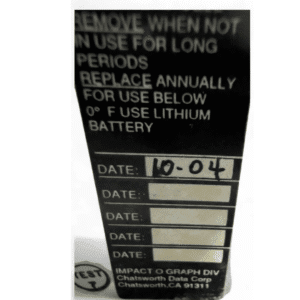 REMOVE WHEN NOT
IN USE FOR LONG
PERIODS
REPLACE ANNUALLY
FOR USE BELOW
0° F USE LITHIUM
BATTERY
DATE: 10-04
DATE:
DATE:
DATE:
DATE:
TEST
IMPACT O GRAPH DIV
Chatsworth Data Corp
Chatsworth, CA 91311